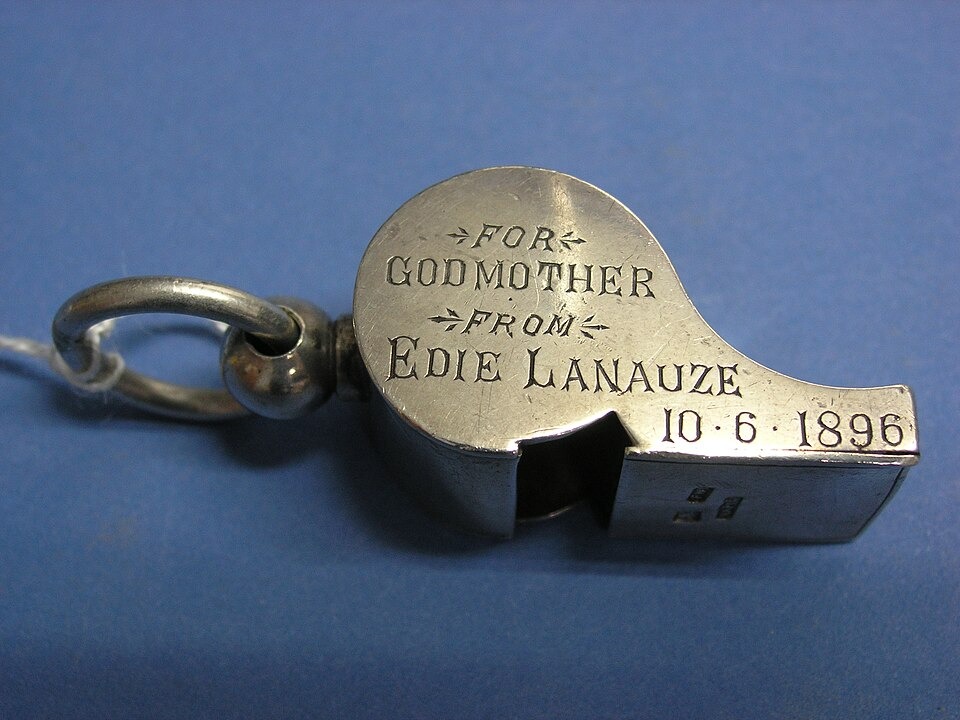 FOR
GODMOTHER
FROM
EDIE LANAUZE
10·6·1896